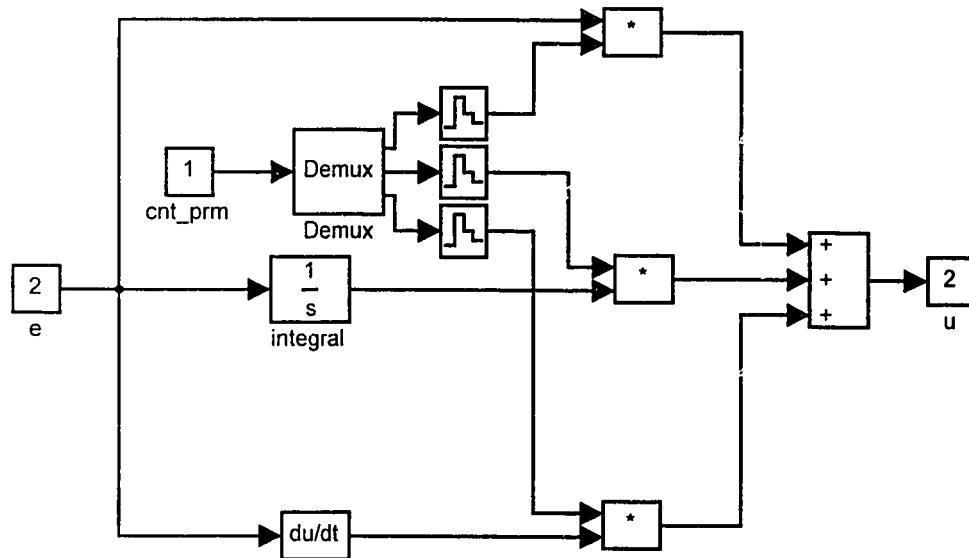 *
1
cnt_prm
Demux
Demux
2
e
1
s
integral
*
+
+
+
2
u
du/dt
*